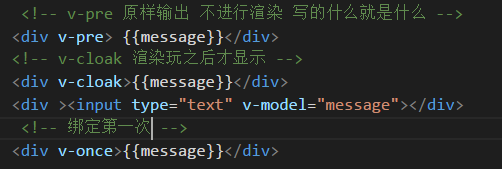 <!-- v-pre 原样输出 不进行渲染 写的什么就是什么 -->
<div v-pre> {{message}}</div>
<!-- v-cloak 渲染玩之后才显示 -->
<div v-cloak>{{message}}</div>
<div ><input type="text" v-model="message"></div>
<!-- 绑定第一次 -->
<div v-once>{{message}}</div>